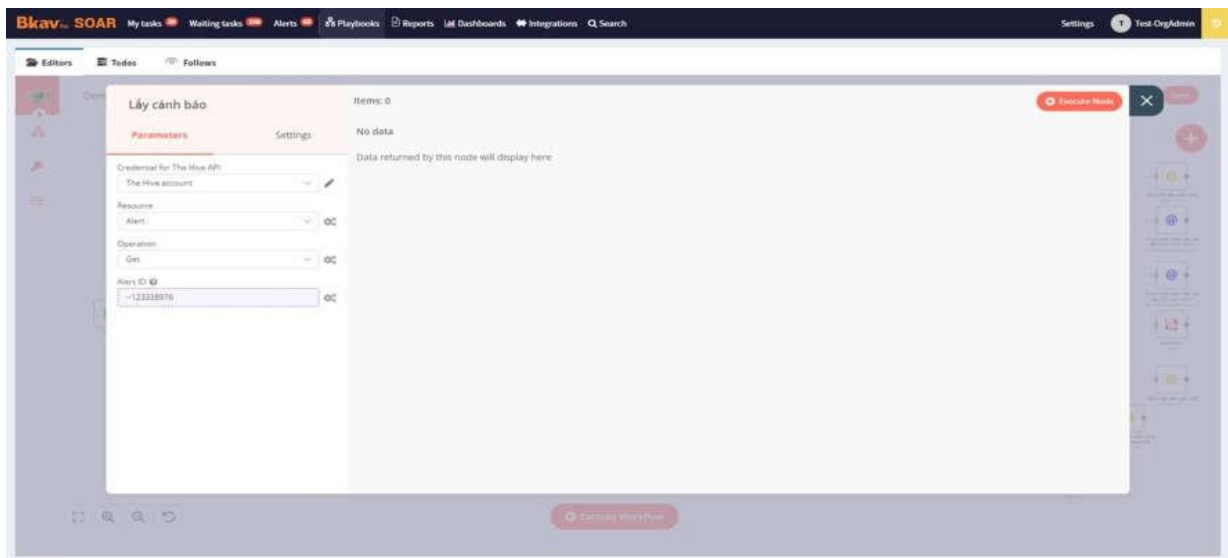 Bkav SOAR My tasks Waiting tasks Alerts Playbooks Reports Dashboards Integrations Search Settings T Test-OrgAdmin
Editors Todos Follows
Lấy cảnh báo
Items: 0
Execute Node
Parameters Settings
No data
Data returned by this node will display here
Credential for The Hive API
The Hive account
Resource
Alert
Operation
Get
Alert ID
~123338976
Execute Workflow